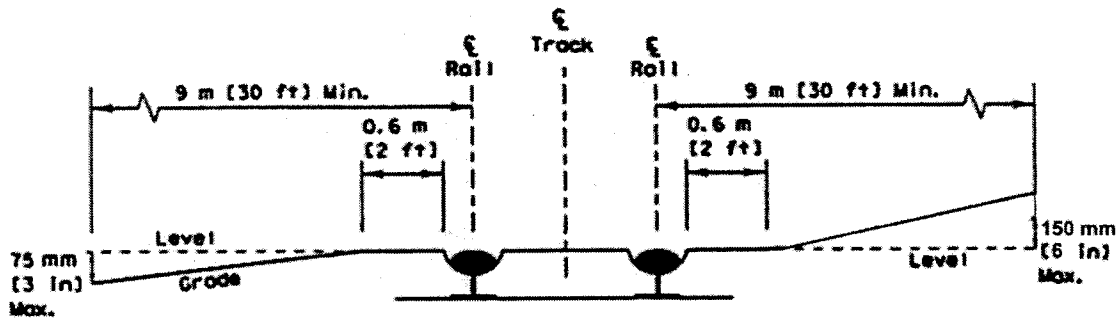 ℄
Track
℄
Rail
℄
Rail
9 m [30 ft] Min.
9 m [30 ft] Min.
0.6 m
[2 ft]
0.6 m
[2 ft]
Level
Grade
75 mm
[3 in]
Max.
150 mm
[6 in]
Max.
Level